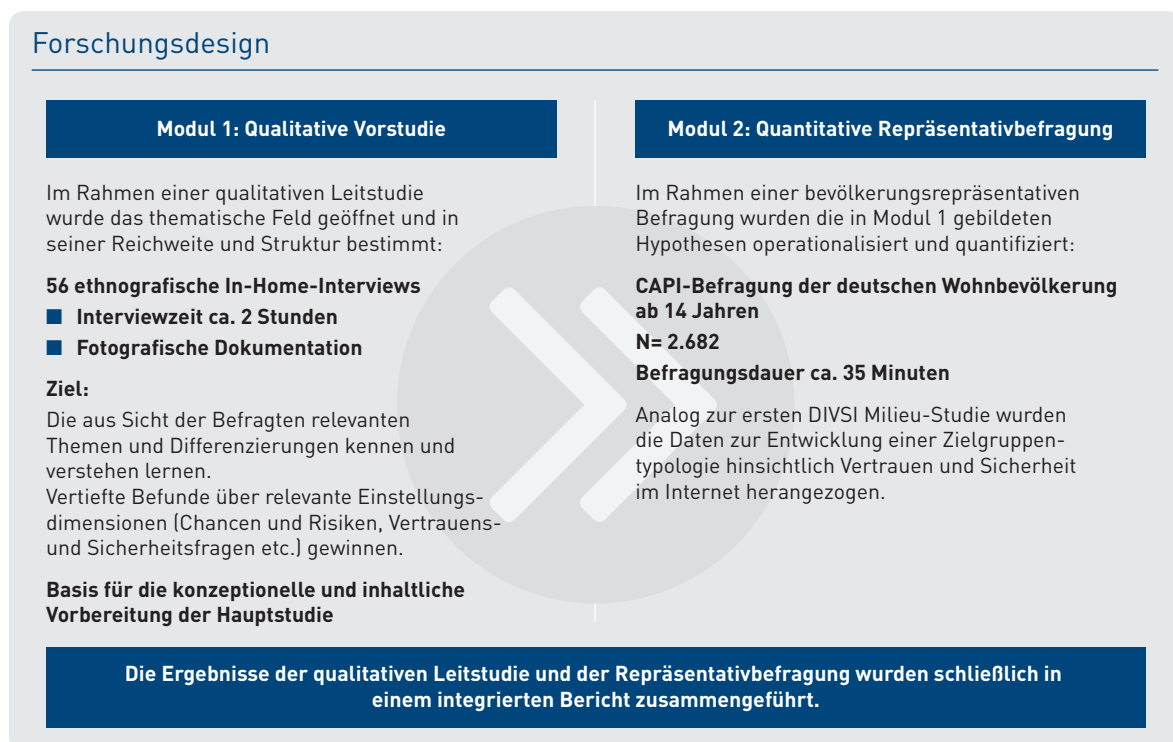 Forschungsdesign
Modul 1: Qualitative Vorstudie
Im Rahmen einer qualitativen Leitstudie
wurde das thematische Feld geöffnet und in
seiner Reichweite und Struktur bestimmt:
56 ethnografische In-Home-Interviews
■ Interviewzeit ca. 2 Stunden
■ Fotografische Dokumentation
Ziel:
Die aus Sicht der Befragten relevanten
Themen und Differenzierungen kennen und
verstehen lernen.
Vertiefte Befunde über relevante Einstellungs-
dimensionen (Chancen und Risiken, Vertrauens-
und Sicherheitsfragen etc.) gewinnen.
Basis für die konzeptionelle und inhaltliche
Vorbereitung der Hauptstudie
Modul 2: Quantitative Repräsentativbefragung
Im Rahmen einer bevölkerungsrepräsentativen
Befragung wurden die in Modul 1 gebildeten
Hypothesen operationalisiert und quantifiziert:
CAPI-Befragung der deutschen Wohnbevölkerung
ab 14 Jahren
N= 2.682
Befragungsdauer ca. 35 Minuten
Analog zur ersten DIVSI Milieu-Studie wurden
die Daten zur Entwicklung einer Zielgruppen-
typologie hinsichtlich Vertrauen und Sicherheit
im Internet herangezogen.
Die Ergebnisse der qualitativen Leitstudie und der Repräsentativbefragung wurden schließlich in
einem integrierten Bericht zusammengeführt.